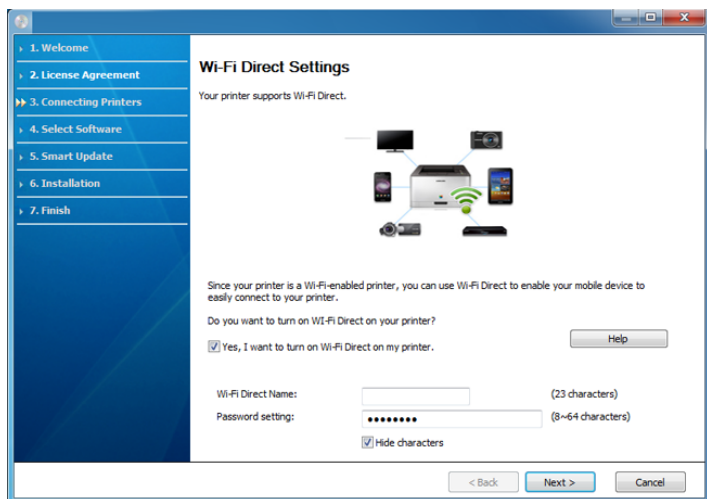 1. Welcome
2. License Agreement
3. Connecting Printers
4. Select Software
5. Smart Update
6. Installation
7. Finish
Wi-Fi Direct Settings
Your printer supports Wi-Fi Direct.
Since your printer is a Wi-Fi-enabled printer, you can use Wi-Fi Direct to enable your mobile device to
easily connect to your printer.
Do you want to turn on WI-Fi Direct on your printer?
Yes, I want to turn on Wi-Fi Direct on my printer.
Help
Wi-Fi Direct Name: (23 characters)
Password setting: ●●●●●●●● (8~64 characters)
Hide characters
< Back Next > Cancel